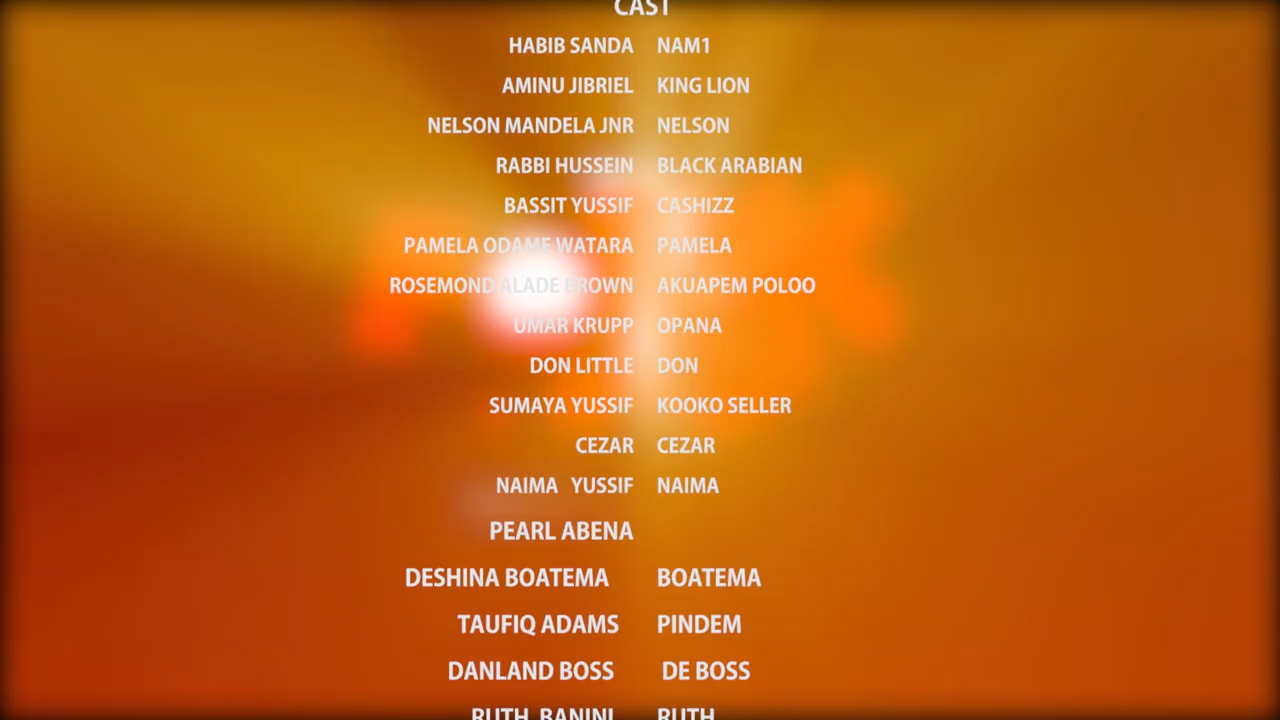 CAST
HABIB SANDA NAM1
AMINU JIBRIEL KING LION
NELSON MANDELA JNR NELSON
RABBI HUSSEIN BLACK ARABIAN
BASSIT YUSSIF CASHIZZ
PAMELA ODAME WATARA PAMELA
ROSEMOND ALADE BROWN AKUAPEM POLOO
UMAR KRUPP OPANA
DON LITTLE DON
SUMAYA YUSSIF KOOKO SELLER
CEZAR CEZAR
NAIMA YUSSIF NAIMA
PEARL ABENA
DESHINA BOATEMA BOATEMA
TAUFIQ ADAMS PINDEM
DANLAND BOSS DE BOSS
RUTH BANINI RUTH